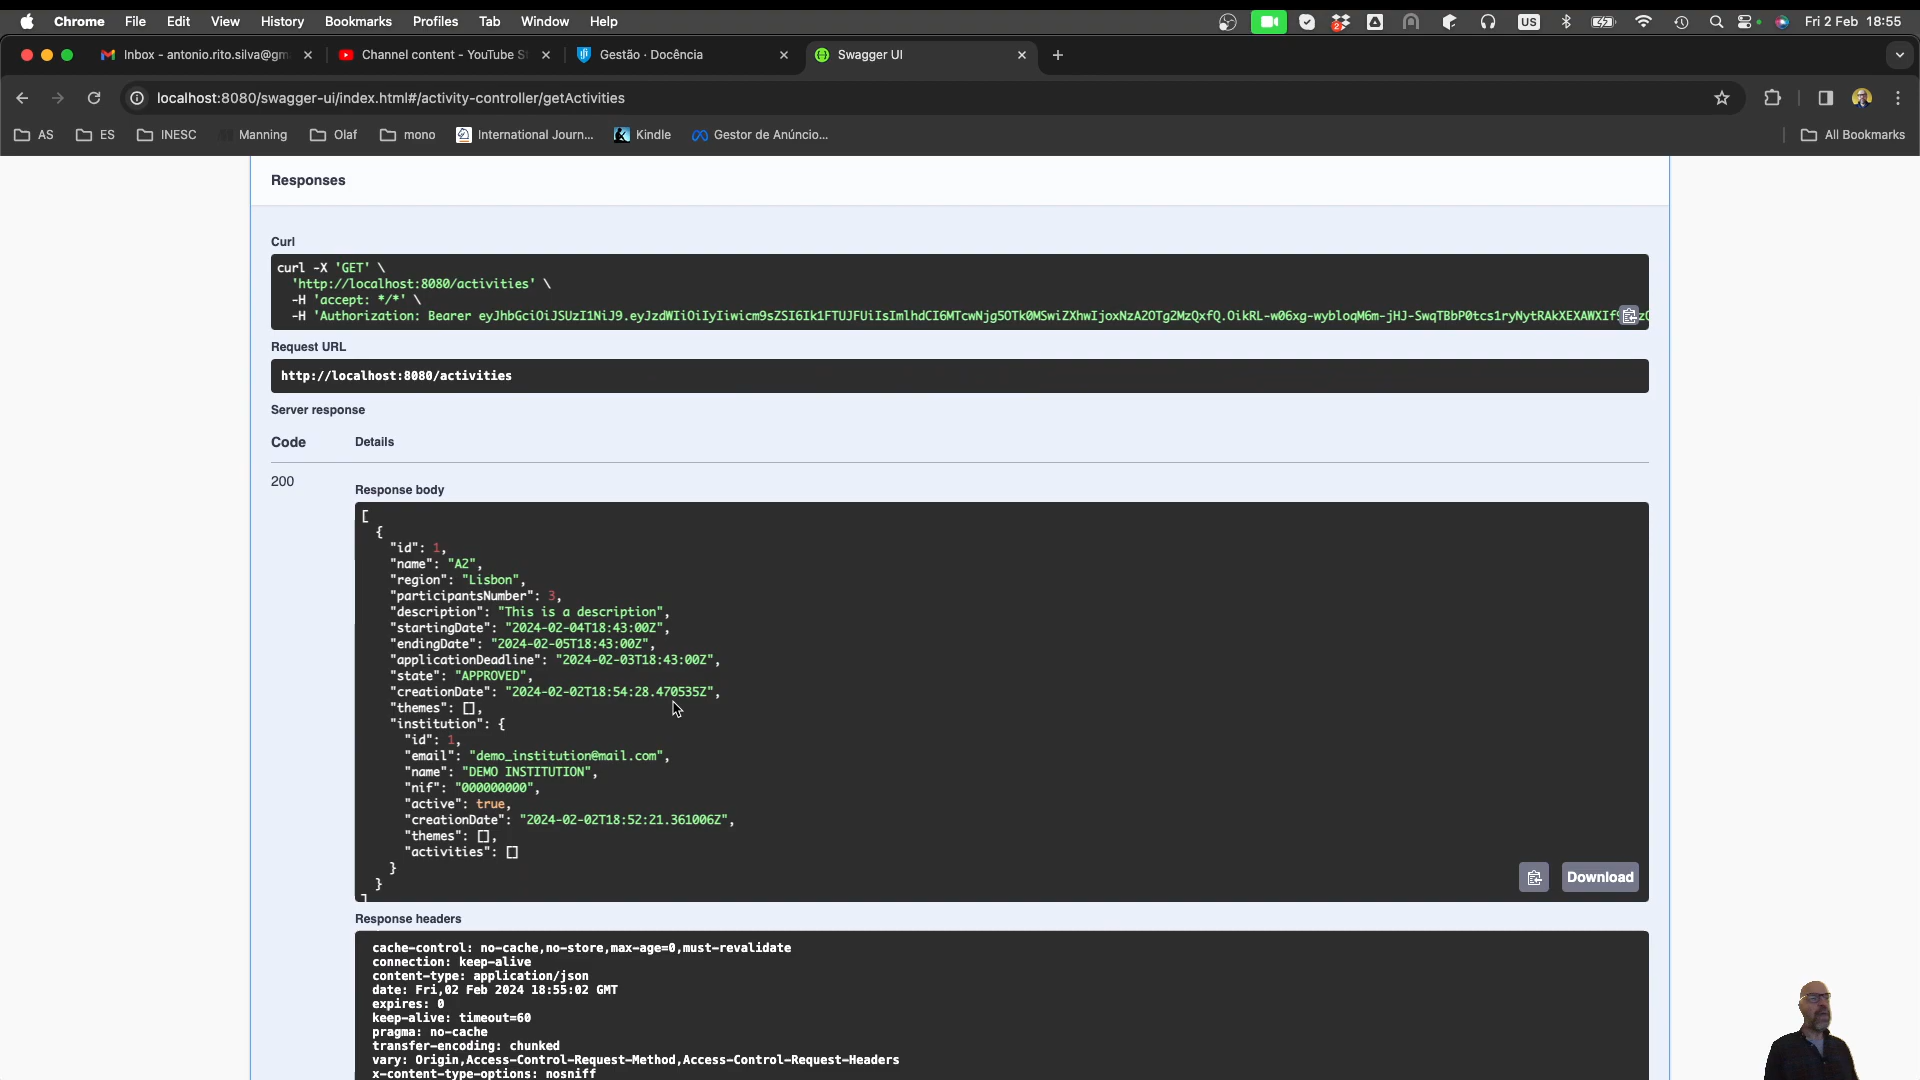 Chrome File Edit View History Bookmarks Profiles Tab Window Help US Fri 2 Feb 18:55
Inbox - antonio.rito.silva@gm Channel content - YouTube S Gestão · Docência Swagger UI
localhost:8080/swagger-ui/index.html#/activity-controller/getActivities
AS ES INESC Manning Olaf mono International Journ... Kindle Gestor de Anúncio... All Bookmarks
Responses
Curl
curl -X 'GET' \
'http://localhost:8080/activities' \
-H 'accept: */*' \
-H 'Authorization: Bearer
Request URL
http://localhost:8080/activities
Server response
Code Details
200
Response body
[
{
"id": 1,
"name": "A2",
"region": "Lisbon",
"participantsNumber": 3,
"description": "This is a description",
"startingDate": "2024-02-04T18:43:00Z",
"endingDate": "2024-02-05T18:43:00Z",
"applicationDeadline": "2024-02-03T18:43:00Z",
"state": "APPROVED",
"creationDate": "2024-02-02T18:54:28.470535Z",
"themes": [],
"institution": {
"id": 1,
"email": "demo_institution@mail.com",
"name": "DEMO INSTITUTION",
"nif": "000000000",
"active": true,
"creationDate": "2024-02-02T18:52:21.361006Z",
"themes": [],
"activities": []
}
}
]
Download
Response headers
cache-control: no-cache,no-store,max-age=0,must-revalidate
connection: keep-alive
content-type: application/json
date: Fri,02 Feb 2024 18:55:02 GMT
expires: 0
keep-alive: timeout=60
pragma: no-cache
transfer-encoding: chunked
vary: Origin,Access-Control-Request-Method,Access-Control-Request-Headers
x-content-type-options: nosniff